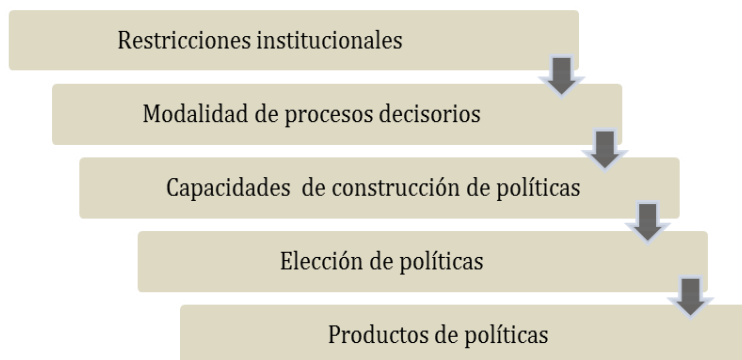 Restricciones institucionales
Modalidad de procesos decisorios
Capacidades de construcción de políticas
Elección de políticas
Productos de políticas